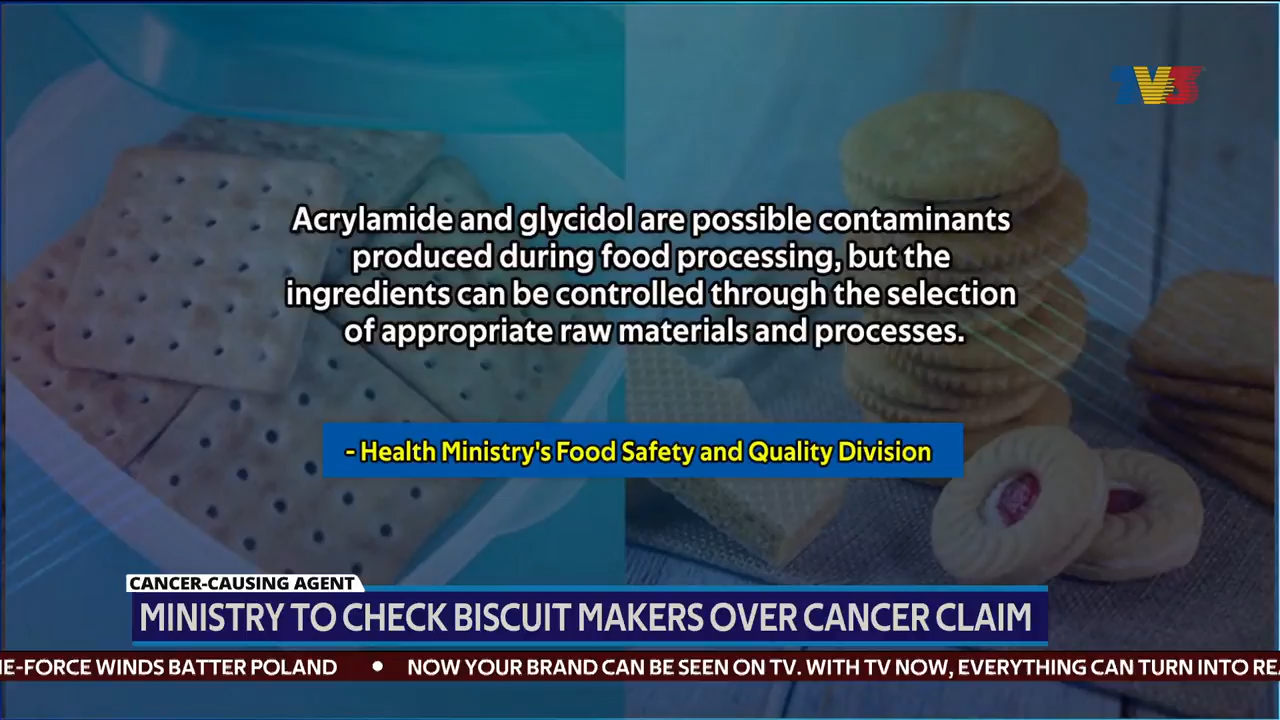 TV3
Acrylamide and glycidol are possible contaminants
produced during food processing, but the
ingredients can be controlled through the selection
of appropriate raw materials and processes.
- Health Ministry's Food Safety and Quality Division
CANCER-CAUSING AGENT
MINISTRY TO CHECK BISCUIT MAKERS OVER CANCER CLAIM
E-FORCE WINDS BATTER POLAND • NOW YOUR BRAND CAN BE SEEN ON TV. WITH TV NOW, EVERYTHING CAN TURN INTO